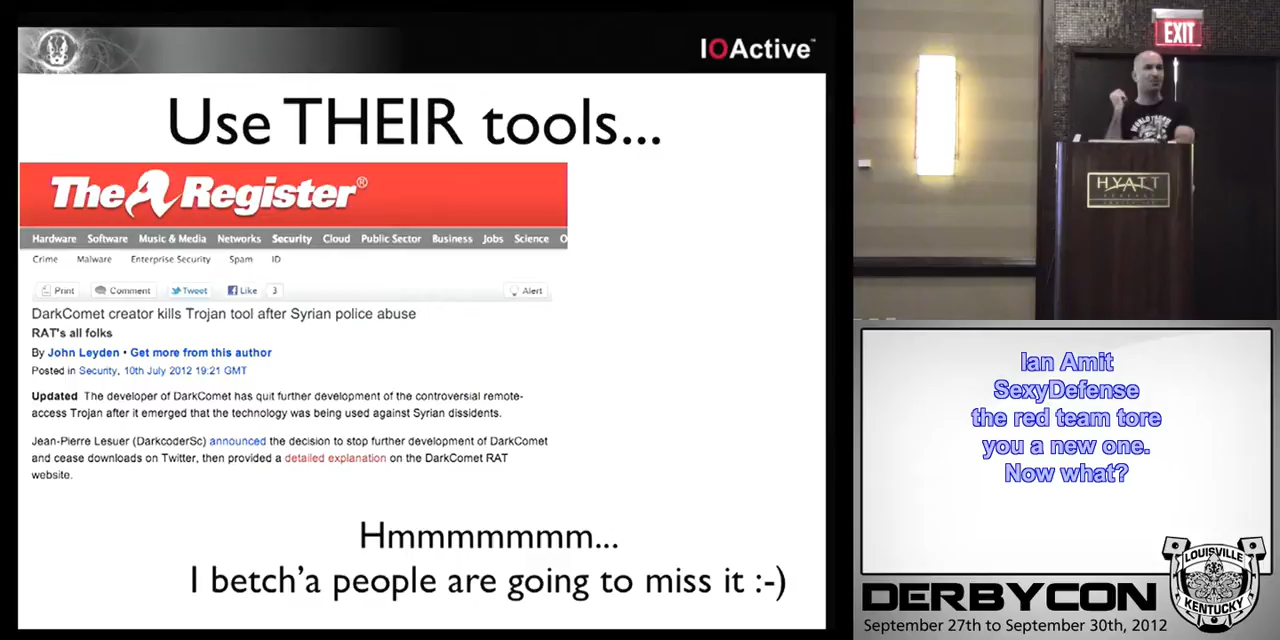 IOActive™
Use THEIR tools...
The Register®
Hardware Software Music & Media Networks Security Cloud Public Sector Business Jobs Science
Crime Malware Enterprise Security Spam ID
Print Comment Tweet Like 3 Alert
DarkComet creator kills Trojan tool after Syrian police abuse
RAT's all folks
By John Leyden • Get more from this author
Posted in Security, 10th July 2012 19:21 GMT
Updated The developer of DarkComet has quit further development of the controversial remote-
access Trojan after it emerged that the technology was being used against Syrian dissidents.
Jean-Pierre Lesuer (DarkcoderSc) announced the decision to stop further development of DarkComet
and cease downloads on Twitter, then provided a detailed explanation on the DarkComet RAT
website.
Hmmmmmmm...
I betch'a people are going to miss it :-)
EXIT
HYATT
Ian Amit
SexyDefense
the red team tore
you a new one.
Now what?
LOUISVILLE
KENTUCKY
DERBYCON
September 27th to September 30th, 2012